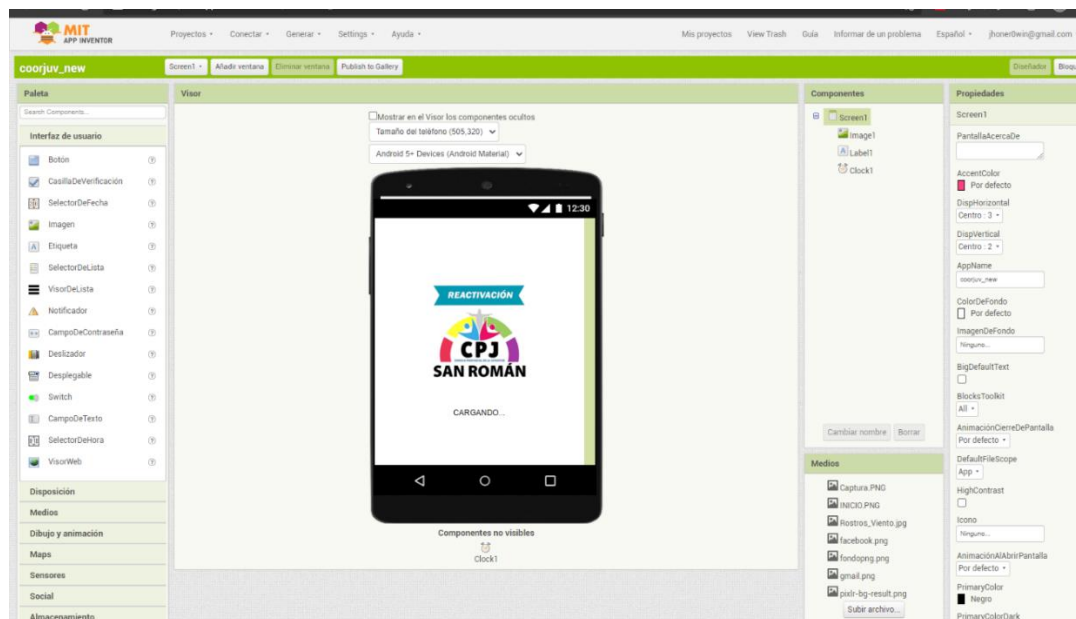 MIT
APP INVENTOR
Proyectos
Conectar
Generar
Settings
Ayuda
Mis proyectos
View Trash
Guía
Informar de un problema
Español
jhoner0win@gmail.com
coorjuv_new
Screen1
Añadir ventana
Eliminar ventana
Publish to Gallery
Diseñador
Bloqu
Paleta
Search Components...
Interfaz de usuario
Botón
CasillaDeVerificación
SelectorDeFecha
Imagen
Etiqueta
SelectorDeLista
VisorDeLista
Notificador
CampoDeContraseña
Deslizador
Desplegable
Switch
CampoDeTexto
SelectorDeHora
VisorWeb
Disposición
Medios
Dibujo y animación
Maps
Sensores
Social
Almacenamiento
Visor
Mostrar en el Visor los componentes ocultos
Tamaño del teléfono (505,320)
Android 5+ Devices (Android Material)
12:30
REACTIVACIÓN
CPJ
SAN ROMÁN
CARGANDO...
Componentes no visibles
Clock1
Componentes
Screen1
Image1
Label1
Clock1
Cambiar nombre
Borrar
Medios
Captura.PNG
INICIO.PNG
Rostros_Viento.jpg
facebook.png
fondopng.png
gmail.png
pixlr-bg-result.png
Subir archivo...
Propiedades
Screen1
PantallaAcercaDe
AccentColor
Por defecto
DispHorizontal
Centro : 3
DispVertical
Centro : 2
AppName
coorjuv_new
ColorDeFondo
Por defecto
ImagenDeFondo
Ninguno...
BigDefaultText
BlocksToolkit
All
AnimaciónCierreDePantalla
Por defecto
DefaultFileScope
App
HighContrast
Icono
Ninguno...
AnimaciónAlAbrirPantalla
Por defecto
PrimaryColor
Negro
PrimaryColorDark